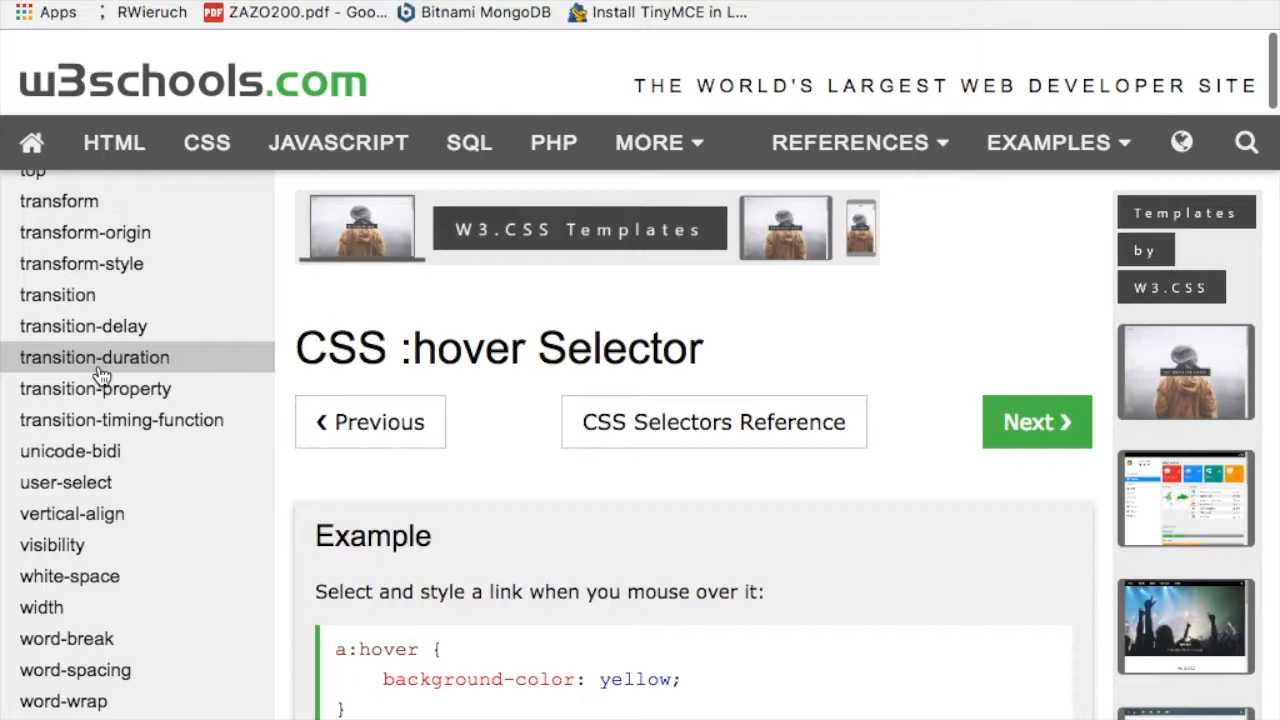 Apps
RWieruch
PDF
ZAZO200.pdf - Goo...
Bitnami MongoDB
Install TinyMCE in L...
w3schools.com
THE WORLD'S LARGEST WEB DEVELOPER SITE
HTML
CSS
JAVASCRIPT
SQL
PHP
MORE
REFERENCES
EXAMPLES
top
transform
transform-origin
transform-style
transition
transition-delay
transition-duration
transition-property
transition-timing-function
unicode-bidi
user-select
vertical-align
visibility
white-space
width
word-break
word-spacing
word-wrap
W3.CSS Templates
CSS :hover Selector
❮ Previous
CSS Selectors Reference
Next ❯
Example
Select and style a link when you mouse over it:
a:hover {
background-color: yellow;
}
Templates
by
W3.CSS